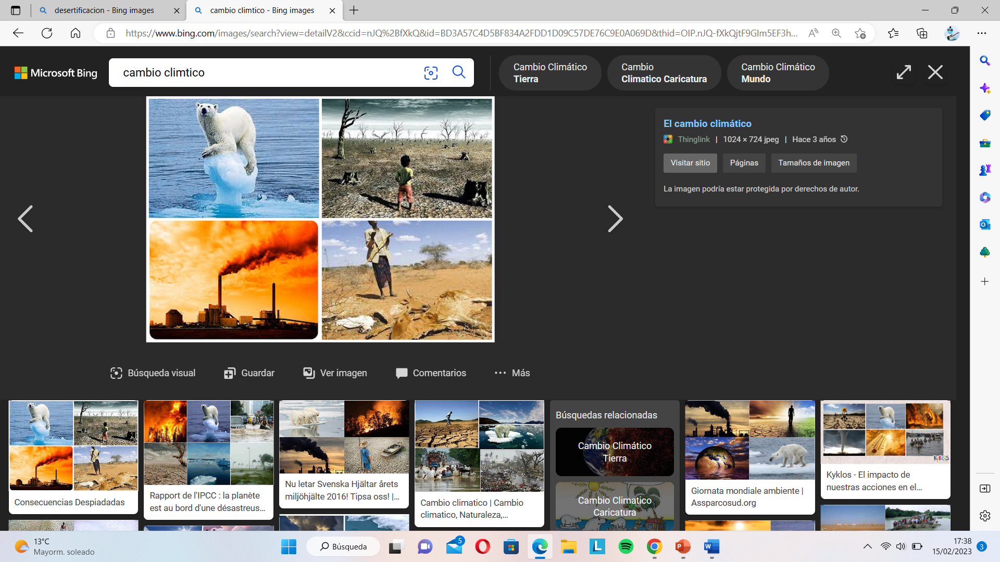 desertificacion - Bing images
cambio climtico - Bing images
https://www.bing.com/images/search?view=detailV2&ccid=nJQ%2BfXkQ&id=BD3A57C4D5BF834A2FDD1D09C57DE76C9E0A069D&thid=OIP.nJQ-fXkQjtF9GIm5EF3h...
Microsoft Bing
cambio climtico
Cambio Climático
Tierra
Cambio
Climatico Caricatura
Cambio Climático
Mundo
El cambio climático
Thinglink | 1024 × 724 jpeg | Hace 3 años
Visitar sitio
Páginas
Tamaños de imagen
La imagen podría estar protegida por derechos de autor.
Búsqueda visual
Guardar
Ver imagen
Comentarios
Más
Consecuencias Despiadadas
Rapport de l'IPCC : la planète
est au bord d'une désastreus...
Nu letar Svenska Hjältar årets
miljöhjälte 2016! Tipsa oss! |...
Cambio climatico | Cambio
climatico, Naturaleza,...
Búsquedas relacionadas
Cambio Climático
Tierra
Cambio Climatico
Caricatura
Giornata mondiale ambiente |
Assparcosud.org
KYKLOS
Kyklos - El impacto de
nuestras acciones en el...
13°C
Mayorm. soleado
Búsqueda
5
17:38
15/02/2023
3